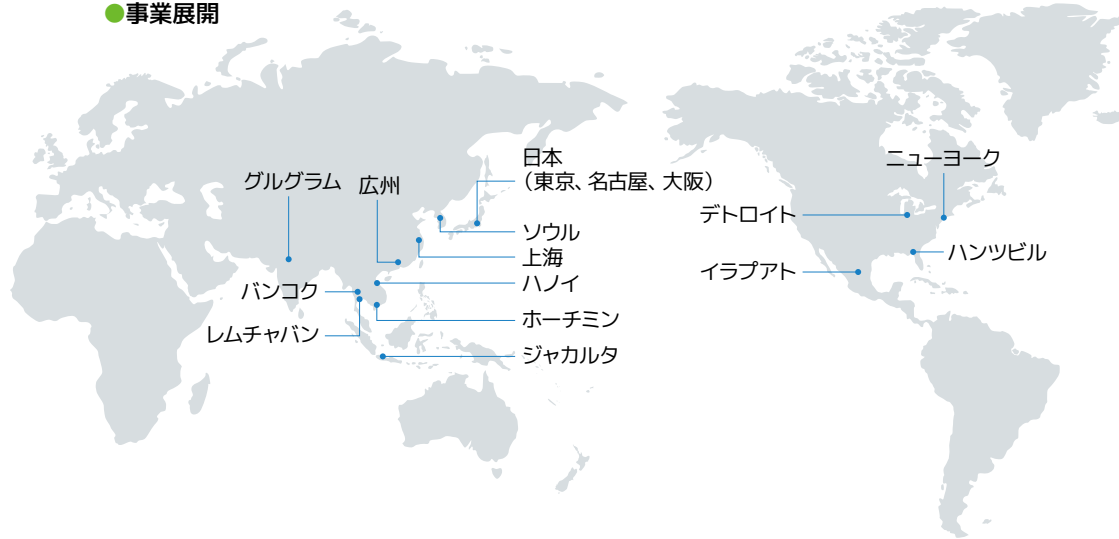 ●事業展開
日本
（東京、名古屋、大阪）
グルグラム
広州
ソウル
上海
ハノイ
バンコク
ホーチミン
レムチャバン
ジャカルタ
ニューヨーク
デトロイト
ハンツビル
イラプアト